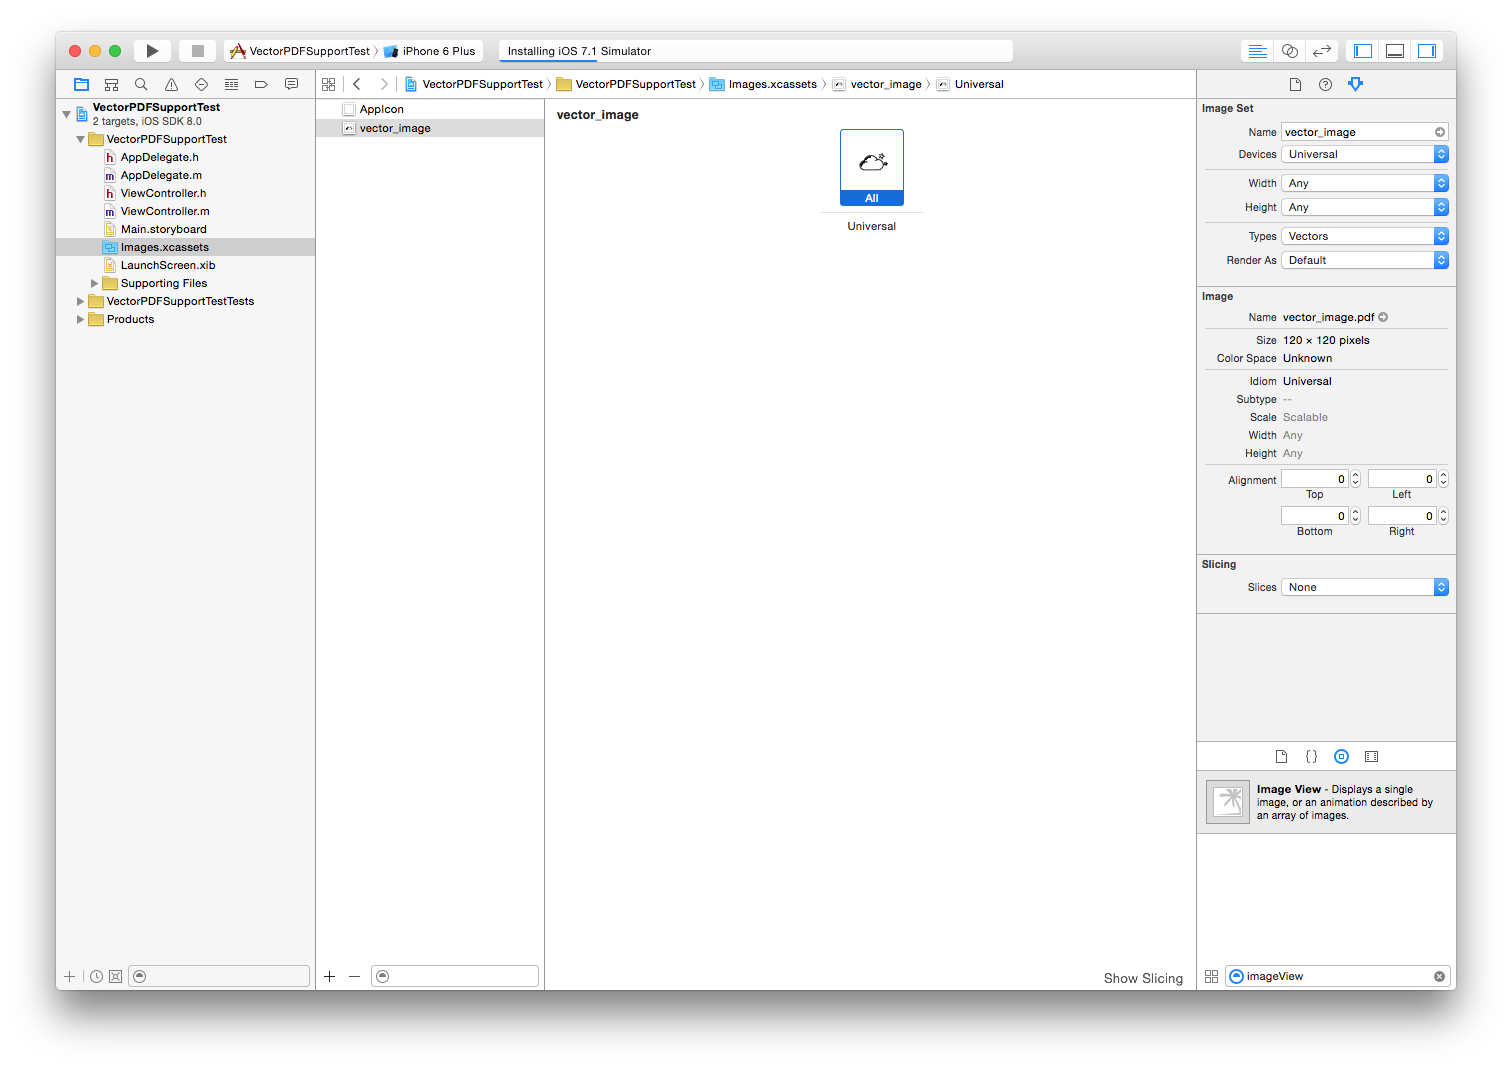 VectorPDFSupportTest
iPhone 6 Plus
Installing iOS 7.1 Simulator
VectorPDFSupportTest
VectorPDFSupportTest
Images.xcassets
vector_image
Universal
VectorPDFSupportTest
2 targets, iOS SDK 8.0
VectorPDFSupportTest
h AppDelegate.h
m AppDelegate.m
h ViewController.h
m ViewController.m
Main.storyboard
Images.xcassets
LaunchScreen.xib
Supporting Files
VectorPDFSupportTestTests
Products
AppIcon
vector_image
vector_image
All
Universal
Show Slicing
Image Set
Name vector_image
Devices Universal
Width Any
Height Any
Types Vectors
Render As Default
Image
Name vector_image.pdf
Size 120 × 120 pixels
Color Space Unknown
Idiom Universal
Subtype --
Scale Scalable
Width Any
Height Any
Alignment 0 0
Top Left
0 0
Bottom Right
Slicing
Slices None
{ }
Image View - Displays a single
image, or an animation described by
an array of images.
imageView